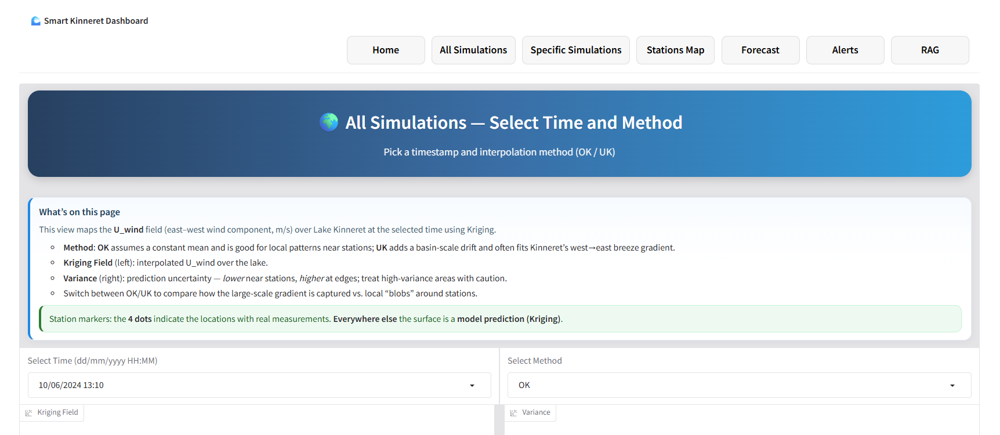 Smart Kinneret Dashboard
Home
All Simulations
Specific Simulations
Stations Map
Forecast
Alerts
RAG
All Simulations — Select Time and Method
Pick a timestamp and interpolation method (OK / UK)
What’s on this page
This view maps the U_wind field (east–west wind component, m/s) over Lake Kinneret at the selected time using Kriging.
Method: OK assumes a constant mean and is good for local patterns near stations; UK adds a basin-scale drift and often fits Kinneret’s west→east breeze gradient.
Kriging Field (left): interpolated U_wind over the lake.
Variance (right): prediction uncertainty — lower near stations, higher at edges; treat high-variance areas with caution.
Switch between OK/UK to compare how the large-scale gradient is captured vs. local “blobs” around stations.
Station markers: the 4 dots indicate the locations with real measurements. Everywhere else the surface is a model prediction (Kriging).
Select Time (dd/mm/yyyy HH:MM)
10/06/2024 13:10
Select Method
OK
Kriging Field
Variance